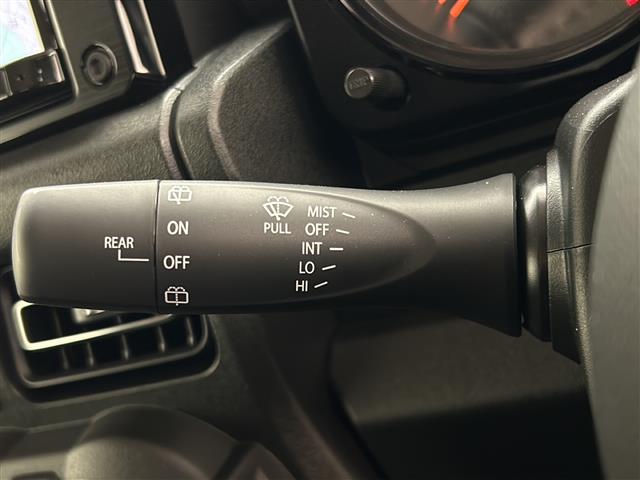 REAR
ON
OFF
PULL
MIST
OFF
INT
LO
HI